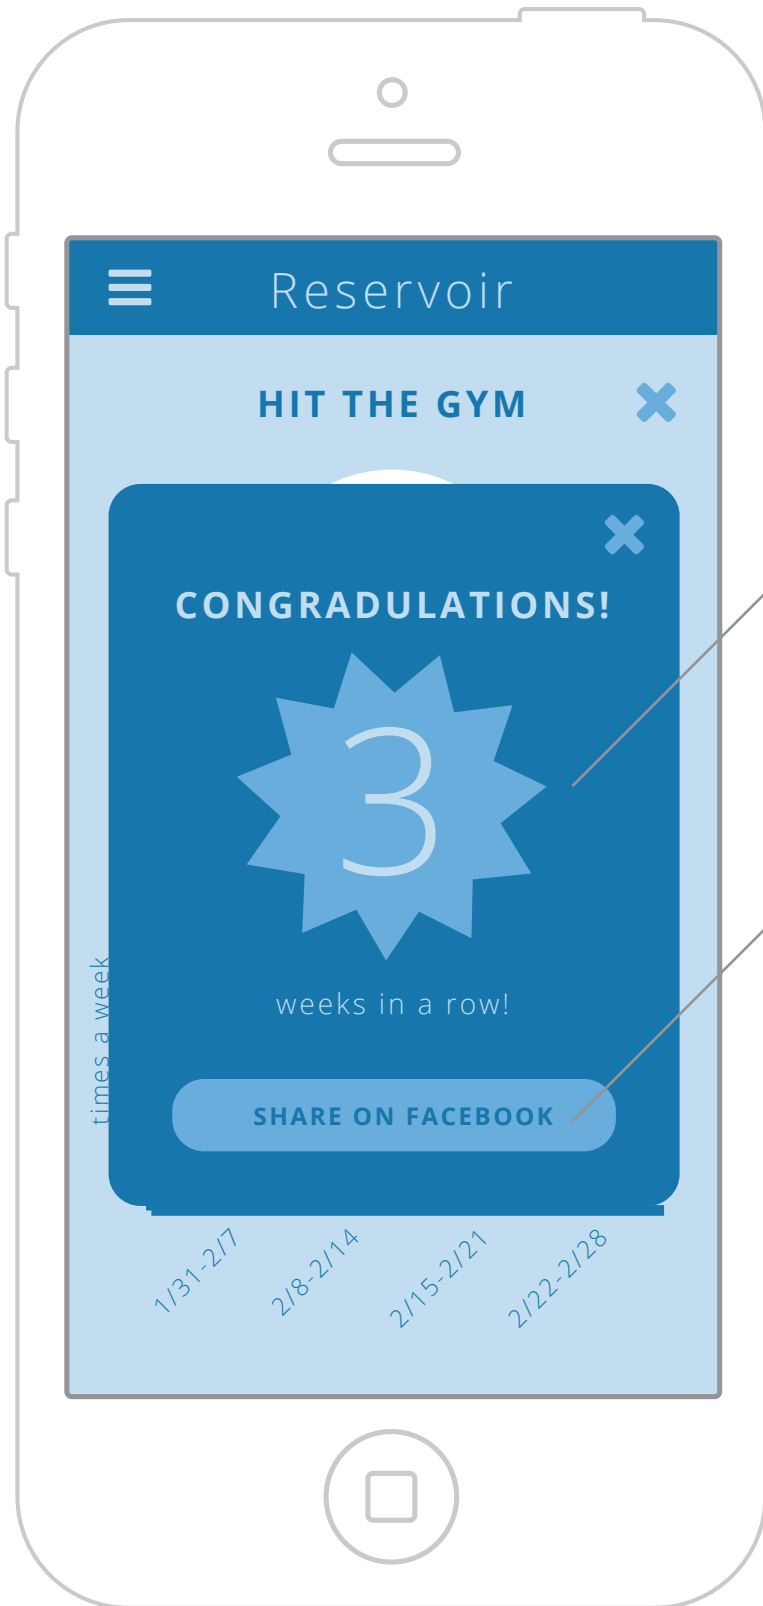 Reservoir
HIT THE GYM
CONGRADULATIONS!
3
weeks in a row!
SHARE ON FACEBOOK
times a week
1/31-2/7
2/8-2/14
2/15-2/21
2/22-2/28